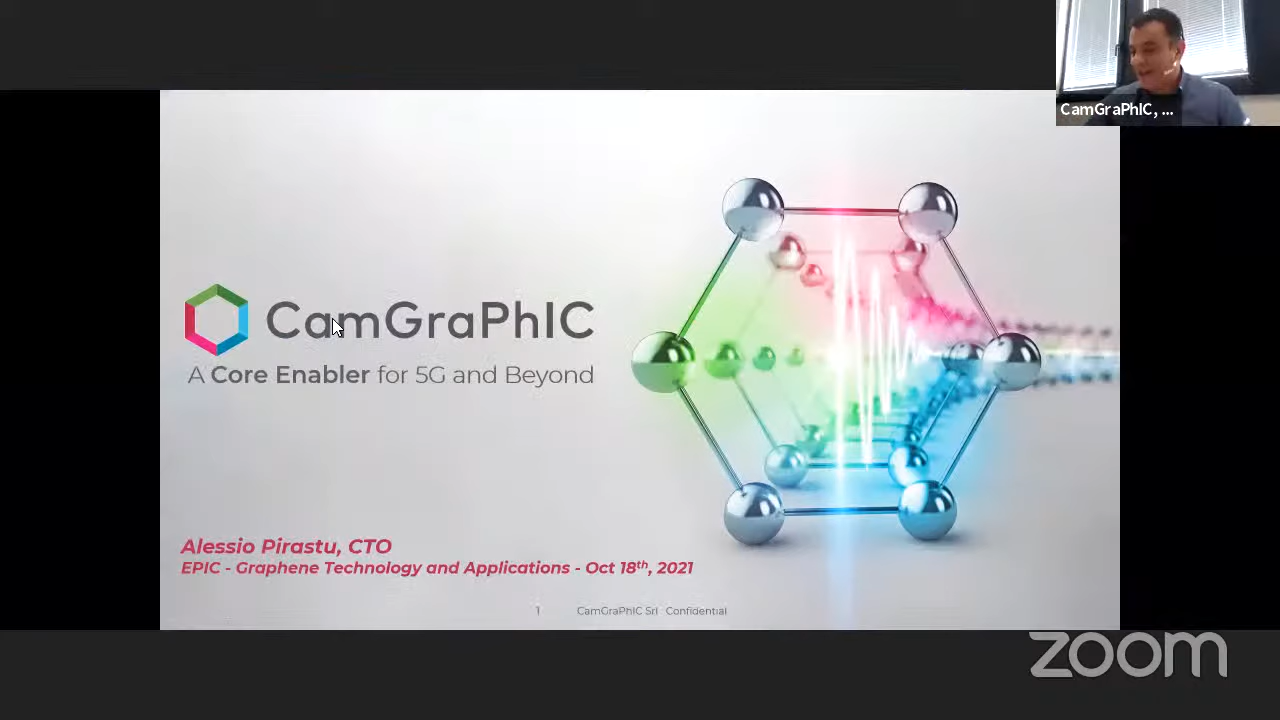 CamGraPhIC, ...
CamGraPhIC
A Core Enabler for 5G and Beyond
Alessio Pirastu, CTO
EPIC - Graphene Technology and Applications - Oct 18th, 2021
1 CamGraPhIC Srl Confidential
zoom